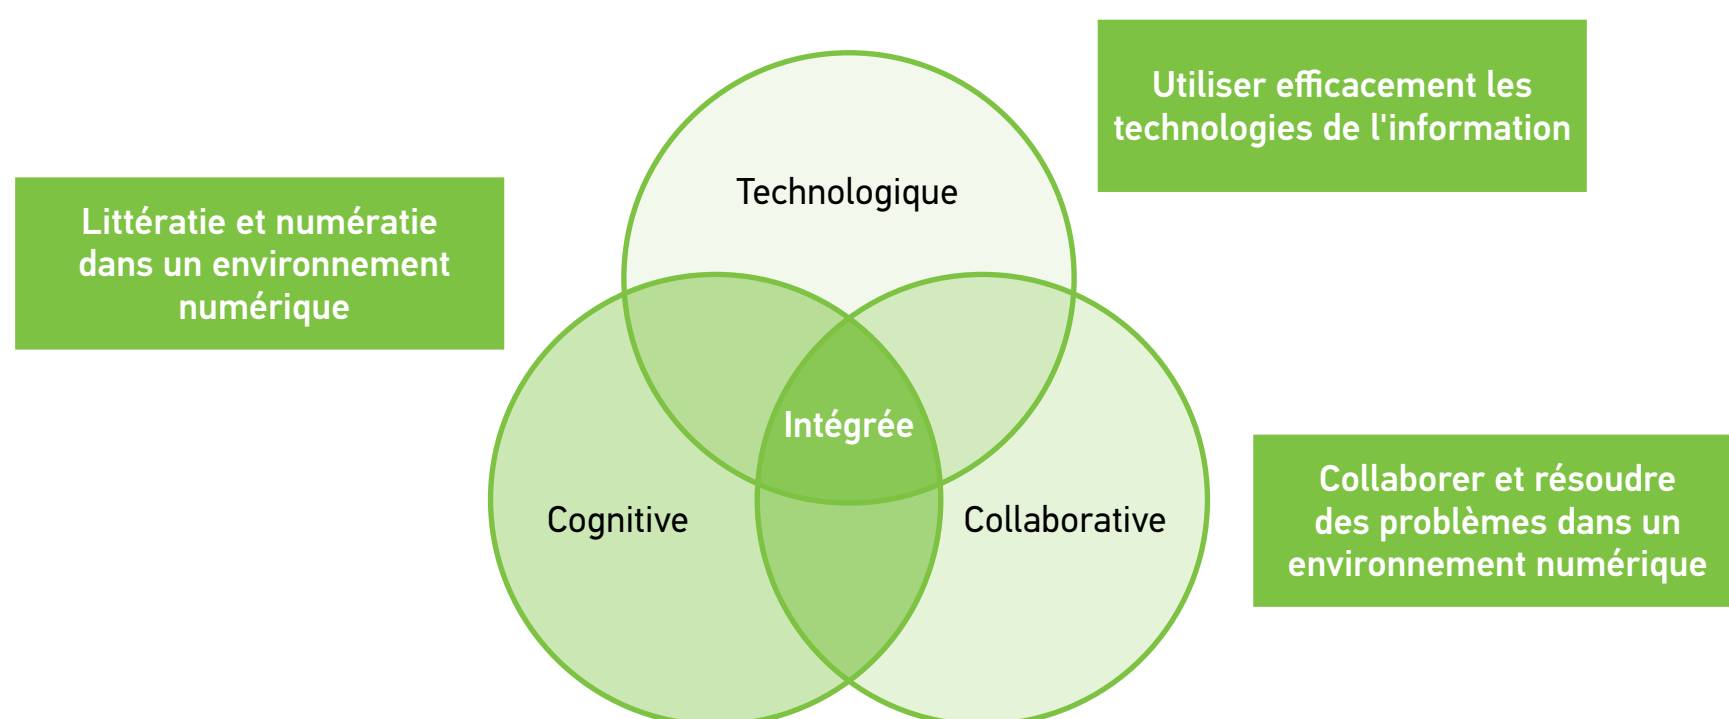 Utiliser efficacement les
technologies de l'information
Technologique
Littératie et numératie
dans un environnement
numérique
Intégrée
Cognitive
Collaborative
Collaborer et résoudre
des problèmes dans un
environnement numérique